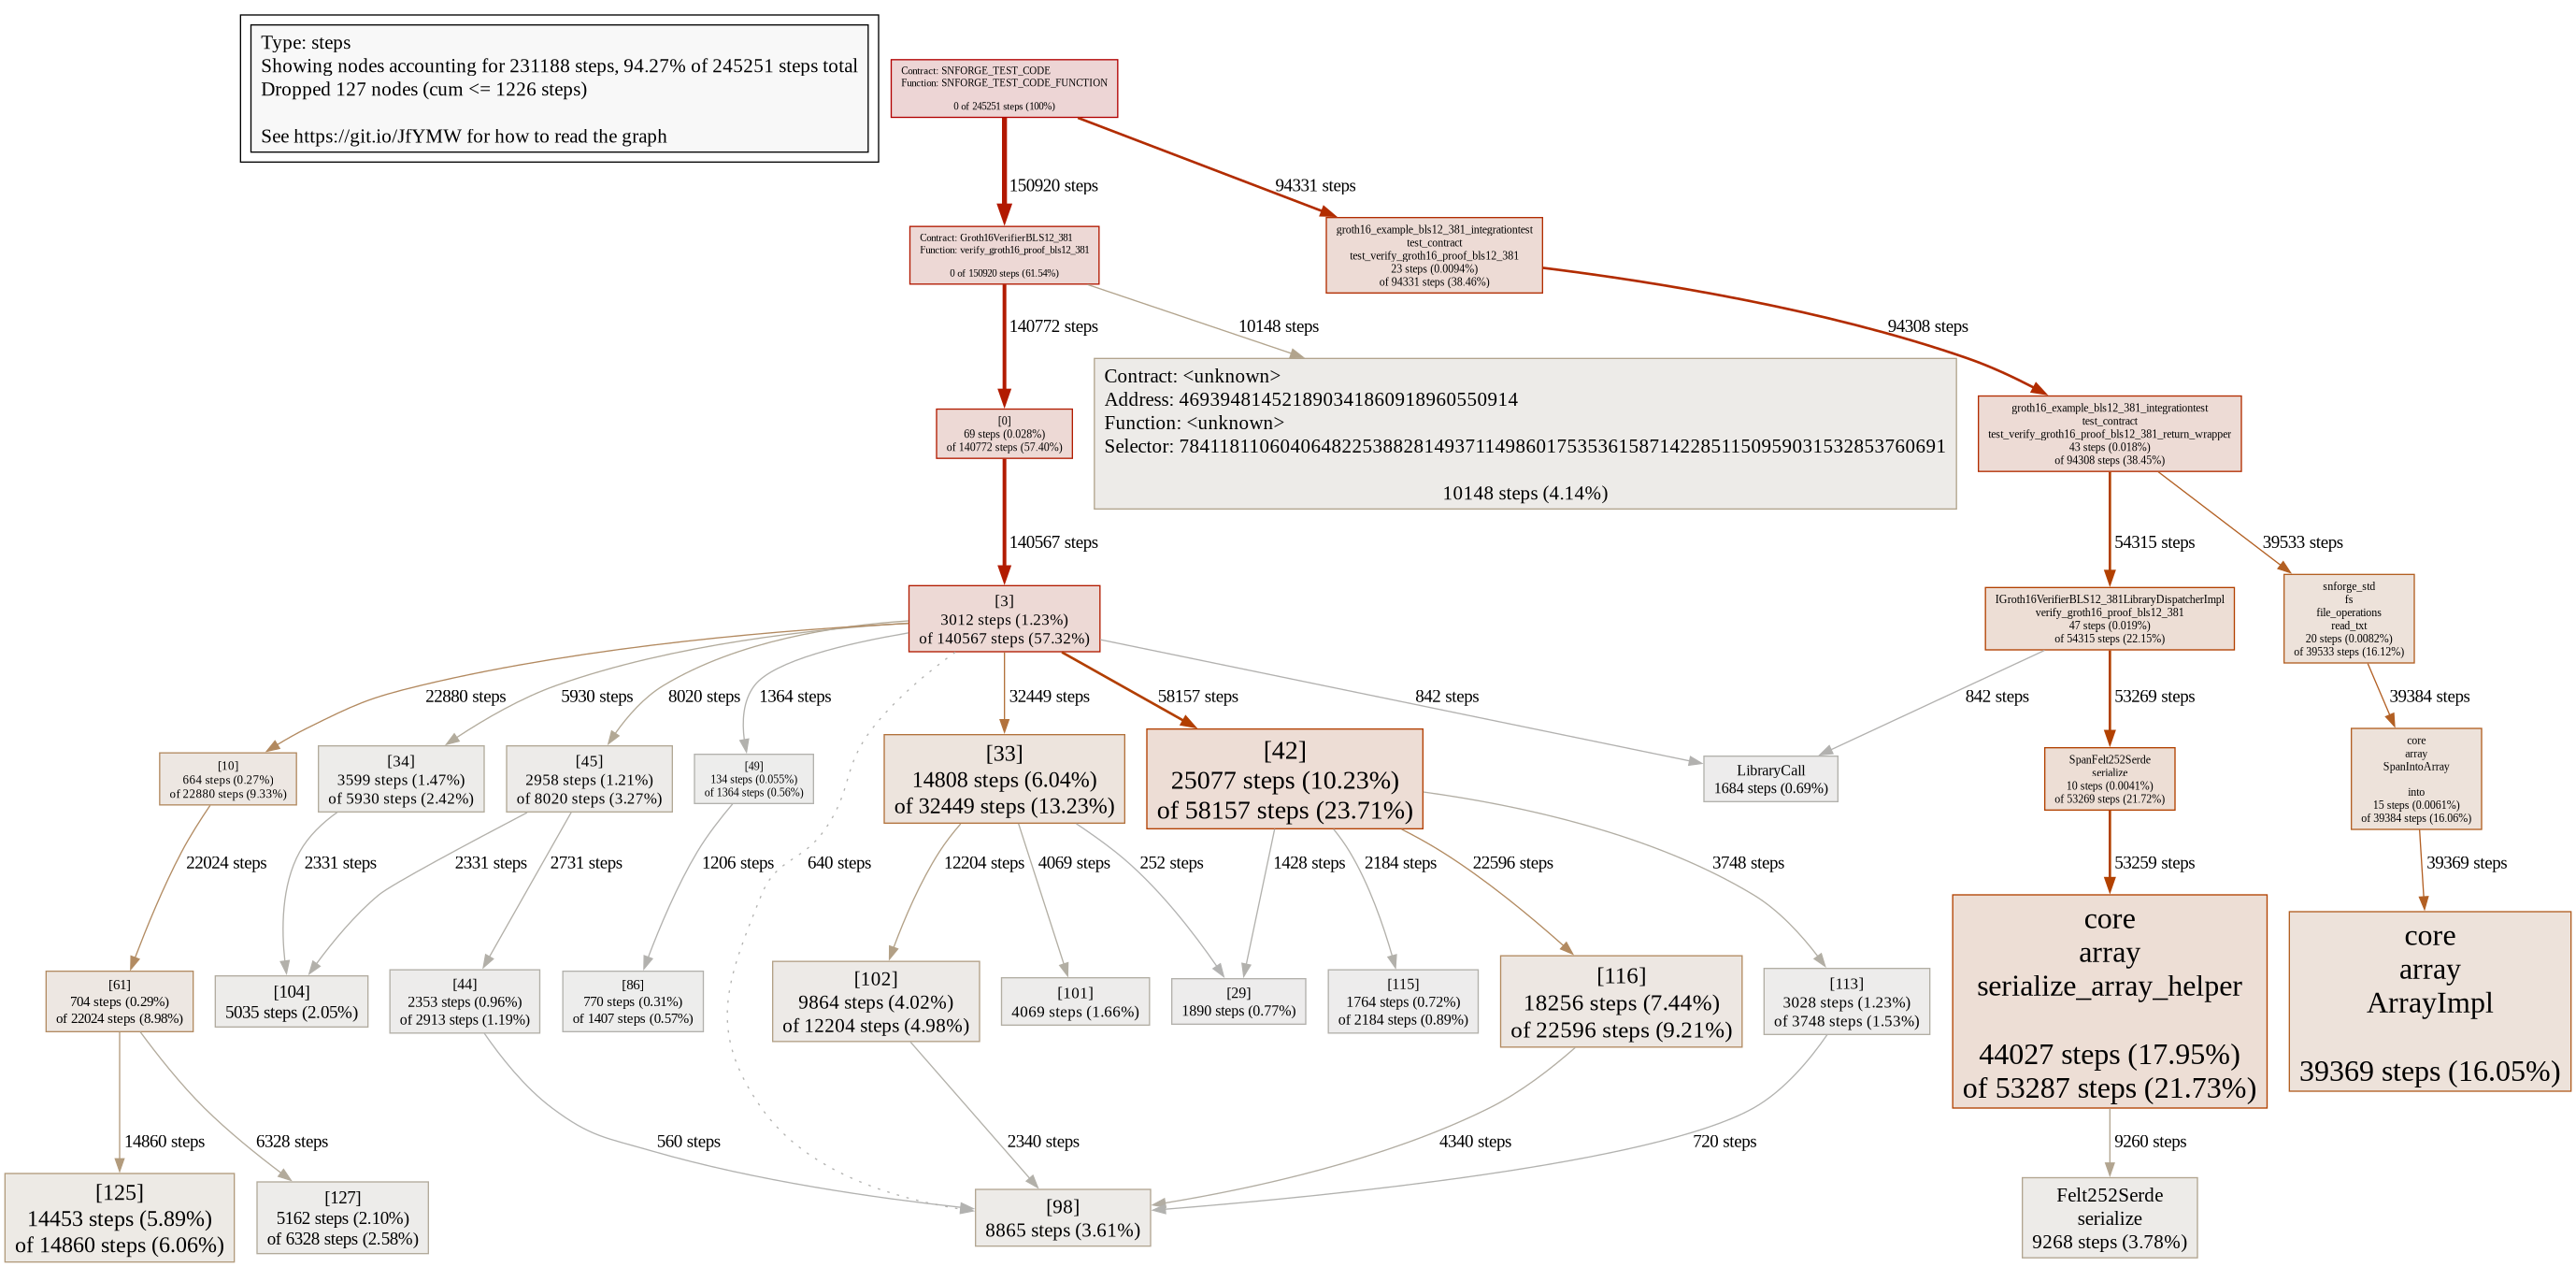 Type: steps
Showing nodes accounting for 231188 steps, 94.27% of 245251 steps total
Dropped 127 nodes (cum <= 1226 steps)
See https://git.io/JfYMW for how to read the graph
Contract: SNFORGE_TEST_CODE
Function: SNFORGE_TEST_CODE_FUNCTION
0 of 245251 steps (100%)
150920 steps
94331 steps
Contract: Groth16VerifierBLS12_381
Function: verify_groth16_proof_bls12_381
0 of 150920 steps (61.54%)
groth16_example_bls12_381_integrationtest
test_contract
test_verify_groth16_proof_bls12_381
23 steps (0.0094%)
of 94331 steps (38.46%)
140772 steps
10148 steps
94308 steps
[0]
69 steps (0.028%)
of 140772 steps (57.40%)
Contract: <unknown>
Address: 469394814521890341860918960550914
Function: <unknown>
Selector: 784118110604064822538828149371149860175353615871422851150959031532853760691
10148 steps (4.14%)
groth16_example_bls12_381_integrationtest
test_contract
test_verify_groth16_proof_bls12_381_return_wrapper
43 steps (0.018%)
of 94308 steps (38.45%)
140567 steps
54315 steps
39533 steps
[3]
3012 steps (1.23%)
of 140567 steps (57.32%)
IGroth16VerifierBLS12_381LibraryDispatcherImpl
verify_groth16_proof_bls12_381
47 steps (0.019%)
of 54315 steps (22.15%)
snforge_std
fs
file_operations
read_txt
20 steps (0.0082%)
of 39533 steps (16.12%)
22880 steps
5930 steps
8020 steps
1364 steps
32449 steps
58157 steps
842 steps
842 steps
53269 steps
39384 steps
[10]
664 steps (0.27%)
of 22880 steps (9.33%)
[34]
3599 steps (1.47%)
of 5930 steps (2.42%)
[45]
2958 steps (1.21%)
of 8020 steps (3.27%)
[49]
134 steps (0.055%)
of 1364 steps (0.56%)
[33]
14808 steps (6.04%)
of 32449 steps (13.23%)
[42]
25077 steps (10.23%)
of 58157 steps (23.71%)
LibraryCall
1684 steps (0.69%)
SpanFelt252Serde
serialize
10 steps (0.0041%)
of 53269 steps (21.72%)
core
array
SpanIntoArray
into
15 steps (0.0061%)
of 39384 steps (16.06%)
22024 steps
2331 steps
2331 steps
2731 steps
1206 steps
640 steps
12204 steps
4069 steps
252 steps
1428 steps
2184 steps
22596 steps
3748 steps
53259 steps
39369 steps
[61]
704 steps (0.29%)
of 22024 steps (8.98%)
[104]
5035 steps (2.05%)
[44]
2353 steps (0.96%)
of 2913 steps (1.19%)
[86]
770 steps (0.31%)
of 1407 steps (0.57%)
[102]
9864 steps (4.02%)
of 12204 steps (4.98%)
[101]
4069 steps (1.66%)
[29]
1890 steps (0.77%)
[115]
1764 steps (0.72%)
of 2184 steps (0.89%)
[116]
18256 steps (7.44%)
of 22596 steps (9.21%)
[113]
3028 steps (1.23%)
of 3748 steps (1.53%)
core
array
serialize_array_helper
44027 steps (17.95%)
of 53287 steps (21.73%)
core
array
ArrayImpl
39369 steps (16.05%)
14860 steps
6328 steps
560 steps
2340 steps
4340 steps
720 steps
9260 steps
[125]
14453 steps (5.89%)
of 14860 steps (6.06%)
[127]
5162 steps (2.10%)
of 6328 steps (2.58%)
[98]
8865 steps (3.61%)
Felt252Serde
serialize
9268 steps (3.78%)